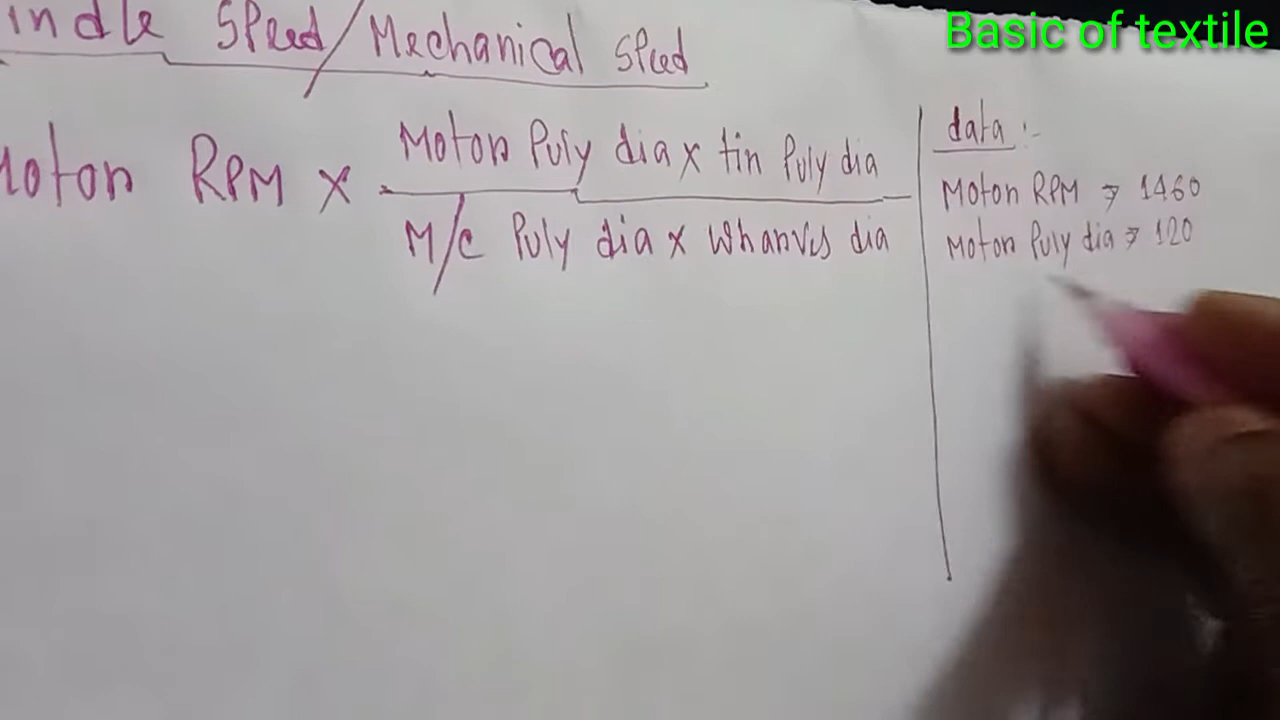 Basic of textile
indle Speed/Mechanical Speed
Motor RPM × Motor Puly dia × tin Puly dia
M/c Puly dia × Wharves dia
data :-
Motor RPM ⇒ 1460
Motor Puly dia ⇒ 120